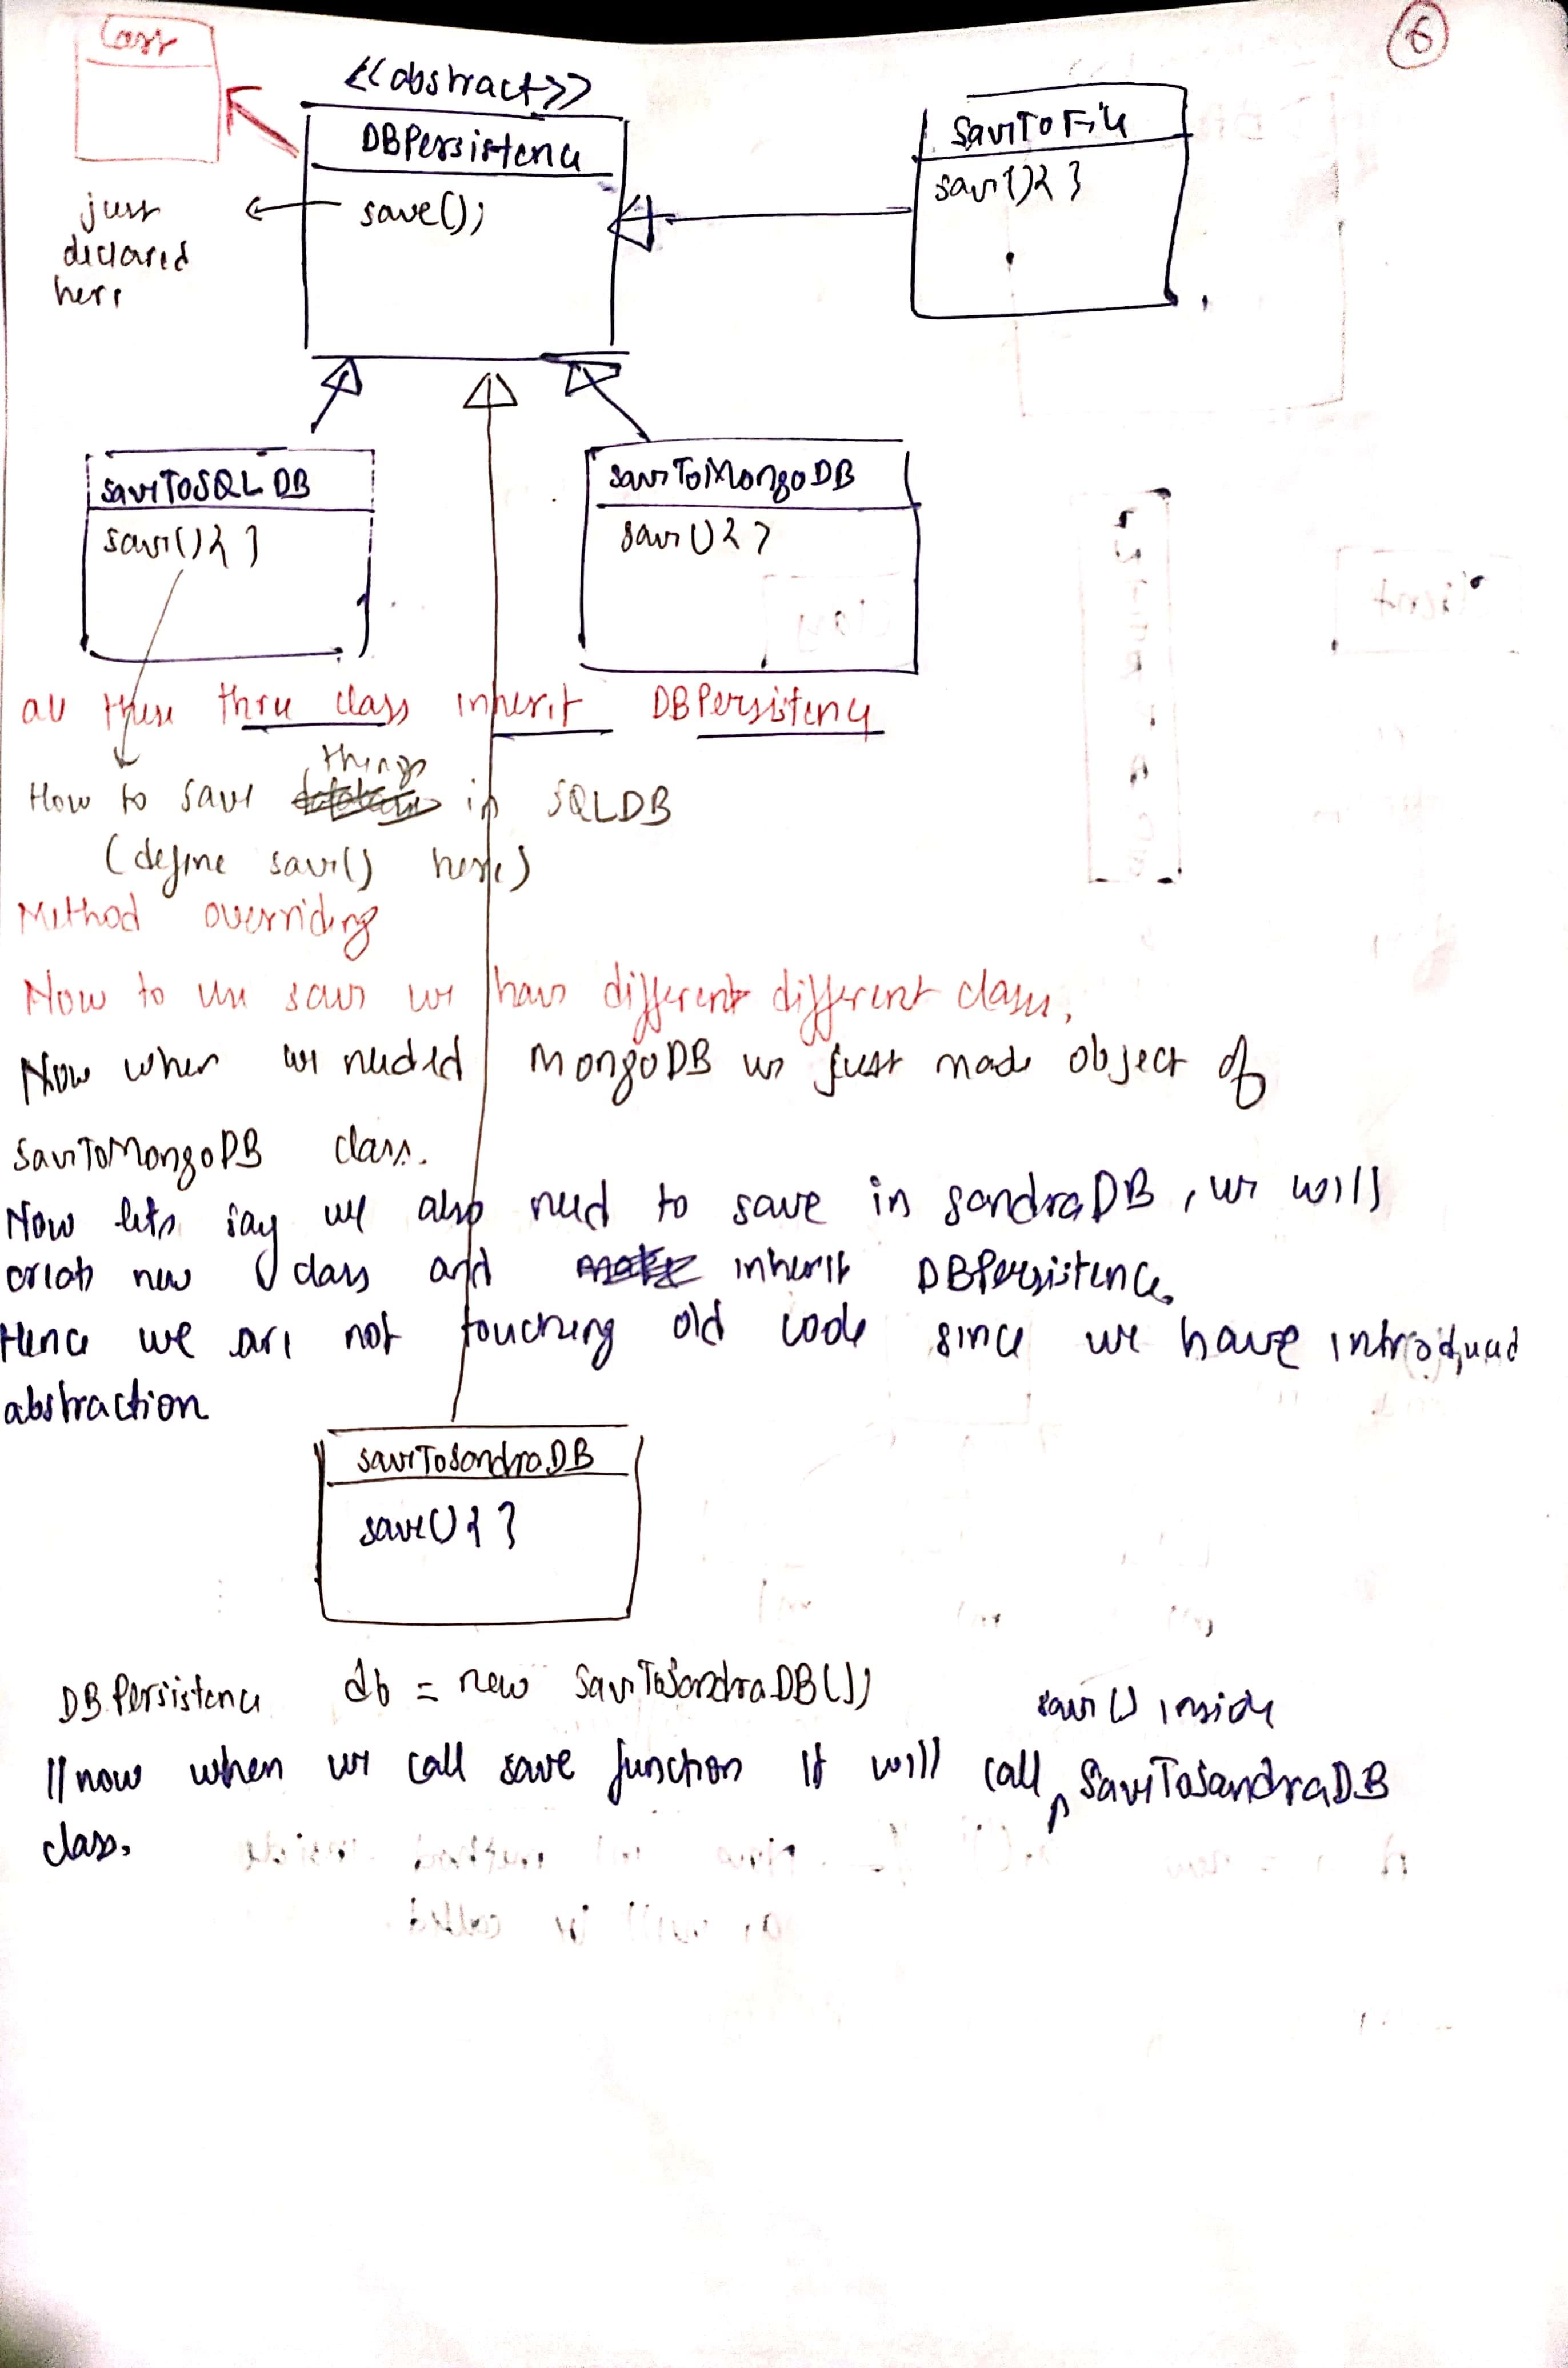 6
Cart
<<abstract>>
DBPersistence
save();
just
declared
here
SaveToFile
save(){ }
SaveToSQLDB
save(){ }
SaveToMongoDB
save(){ }
all these three class inherit DBPersistence
things
How to save in SQLDB
(define save() here)
Method overriding
Now to use save we have different different class,
Now when we needed MongoDB we just made object of
SaveToMongoDB class.
Now lets say we also need to save in sandraDB, we will
create new class and inherit DBPersistence.
Hence we are not touching old code since we have introduced
abstraction
SaveToSandraDB
save(){ }
DBPersistence db = new SaveToSandraDB();
save() inside
//now when we call save function it will call SaveToSandraDB
class.